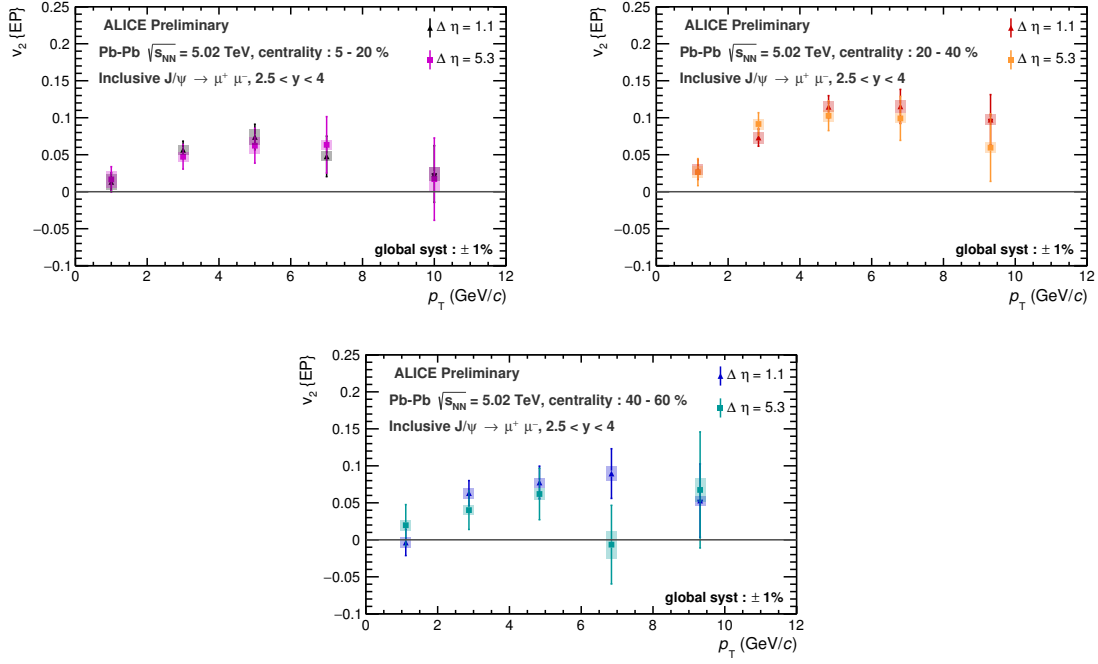 v₂ {EP}
0.25
0.2
0.15
0.1
0.05
0
−0.05
−0.1
ALICE Preliminary
Pb-Pb √sNN = 5.02 TeV, centrality : 5 - 20 %
Inclusive J/ψ → μ⁺ μ⁻, 2.5 < y < 4
Δ η = 1.1
Δ η = 5.3
global syst : ± 1%
0 2 4 6 8 10 12
pT (GeV/c)
v₂ {EP}
0.25
0.2
0.15
0.1
0.05
0
−0.05
−0.1
ALICE Preliminary
Pb-Pb √sNN = 5.02 TeV, centrality : 20 - 40 %
Inclusive J/ψ → μ⁺ μ⁻, 2.5 < y < 4
Δ η = 1.1
Δ η = 5.3
global syst : ± 1%
0 2 4 6 8 10 12
pT (GeV/c)
v₂ {EP}
0.25
0.2
0.15
0.1
0.05
0
−0.05
−0.1
ALICE Preliminary
Pb-Pb √sNN = 5.02 TeV, centrality : 40 - 60 %
Inclusive J/ψ → μ⁺ μ⁻, 2.5 < y < 4
Δ η = 1.1
Δ η = 5.3
global syst : ± 1%
0 2 4 6 8 10 12
pT (GeV/c)